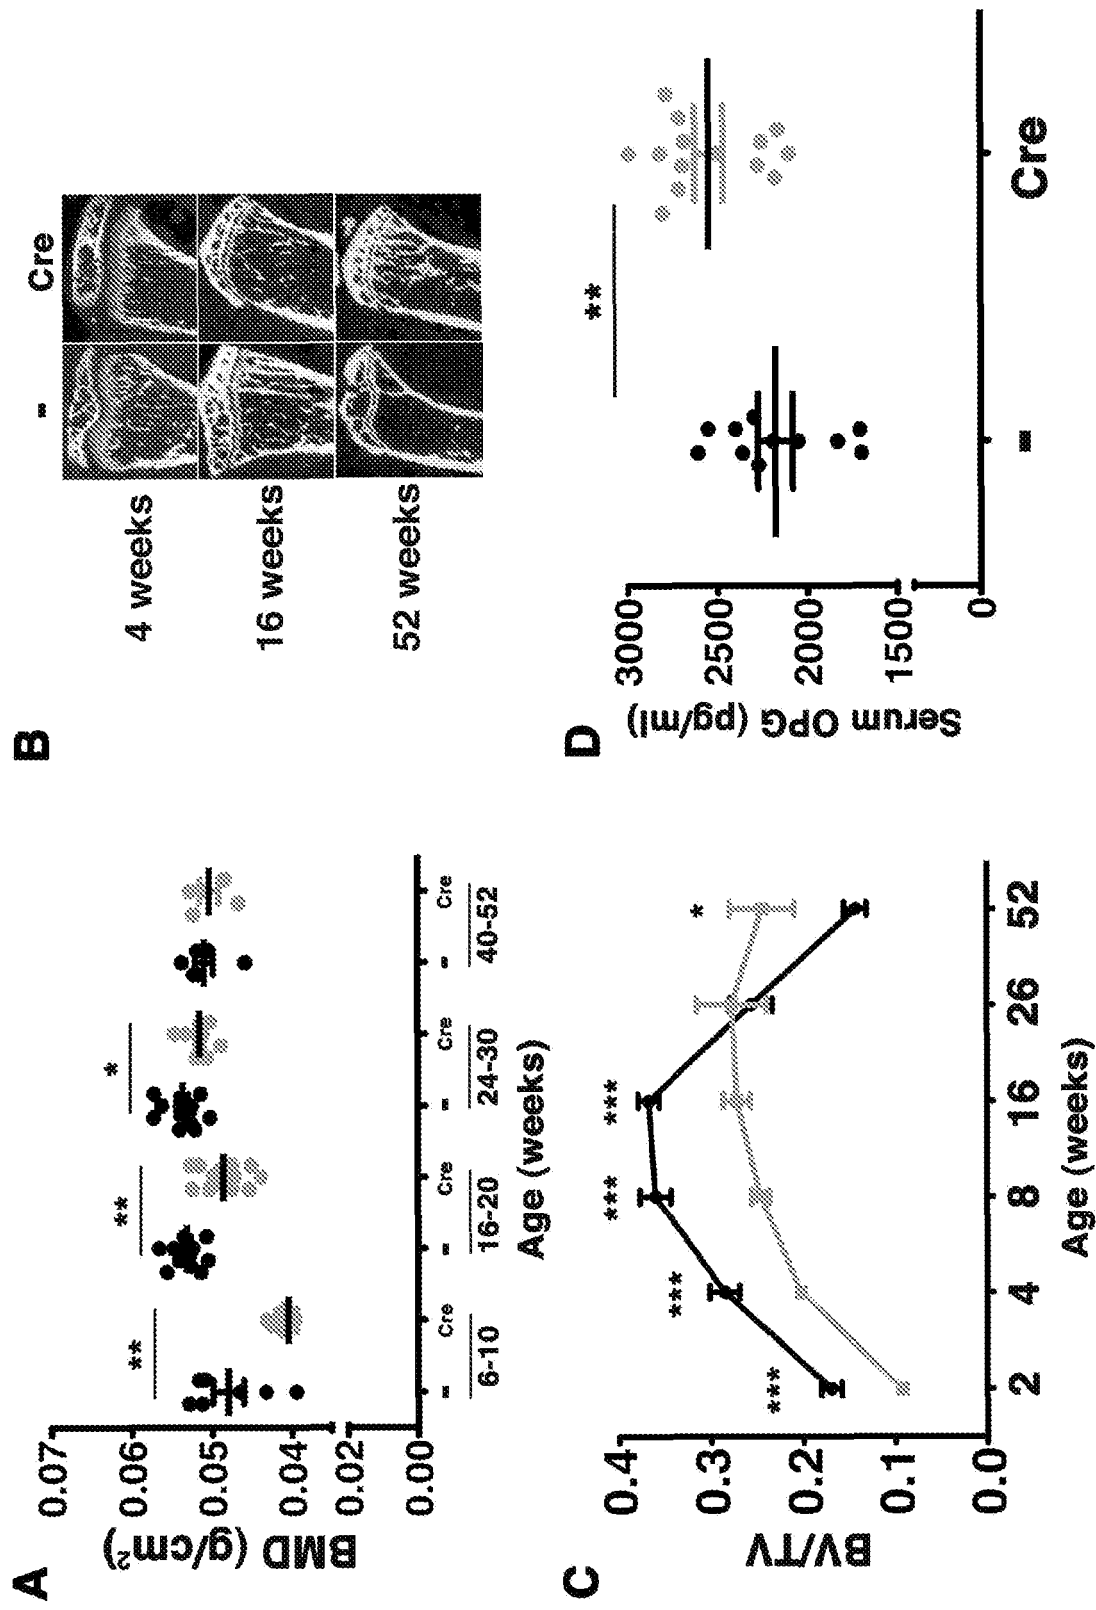 A
BMD (g/cm²)
0.07
0.06
0.05
0.04
0.02
0.00
**
**
*
- Cre - Cre - Cre - Cre
6-10 16-20 24-30 40-52
Age (weeks)
B
- Cre
4 weeks
16 weeks
52 weeks
C
BV/TV
0.4
0.3
0.2
0.1
0.0
***
***
***
***
*
2 4 8 16 26 52
Age (weeks)
D
Serum OPG (pg/ml)
3000
2500
2000
1500
0
**
- Cre